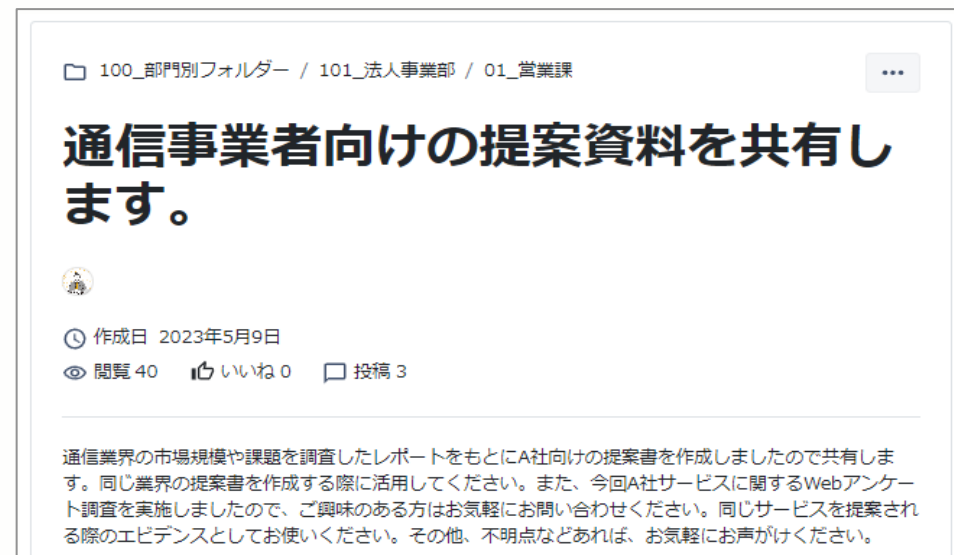 100_部門別フォルダー / 101_法人事業部 / 01_営業課
通信事業者向けの提案資料を共有し
ます。
作成日 2023年5月9日
閲覧 40 いいね 0 投稿 3
通信業界の市場規模や課題を調査したレポートをもとにA社向けの提案書を作成しましたので共有しま
す。同じ業界の提案書を作成する際に活用してください。また、今回A社サービスに関するWebアンケー
ト調査を実施しましたので、ご興味のある方はお気軽にお問い合わせください。同じサービスを提案され
る際のエビデンスとしてお使いください。その他、不明点などあれば、お気軽にお声がけください。